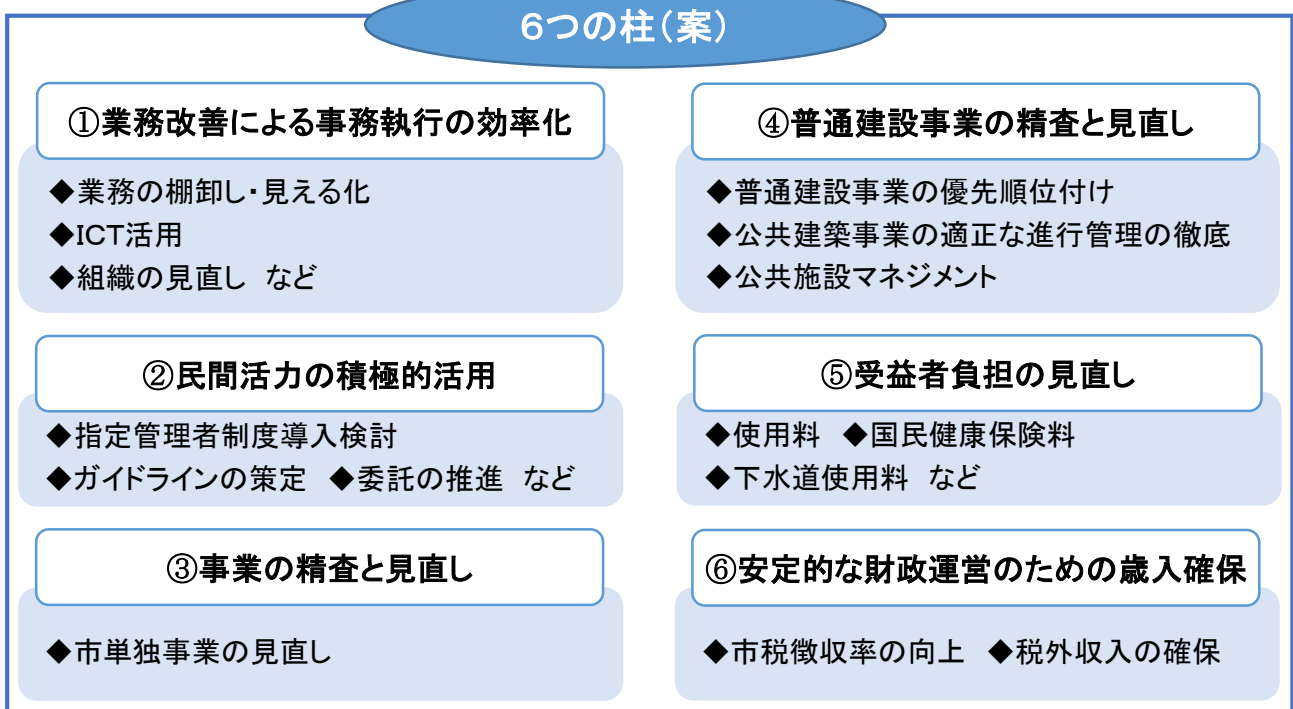 6つの柱(案)
①業務改善による事務執行の効率化
◆業務の棚卸し・見える化
◆ICT活用
◆組織の見直し など
②民間活力の積極的活用
◆指定管理者制度導入検討
◆ガイドラインの策定 ◆委託の推進 など
③事業の精査と見直し
◆市単独事業の見直し
④普通建設事業の精査と見直し
◆普通建設事業の優先順位付け
◆公共建築事業の適正な進行管理の徹底
◆公共施設マネジメント
⑤受益者負担の見直し
◆使用料 ◆国民健康保険料
◆下水道使用料 など
⑥安定的な財政運営のための歳入確保
◆市税徴収率の向上 ◆税外収入の確保